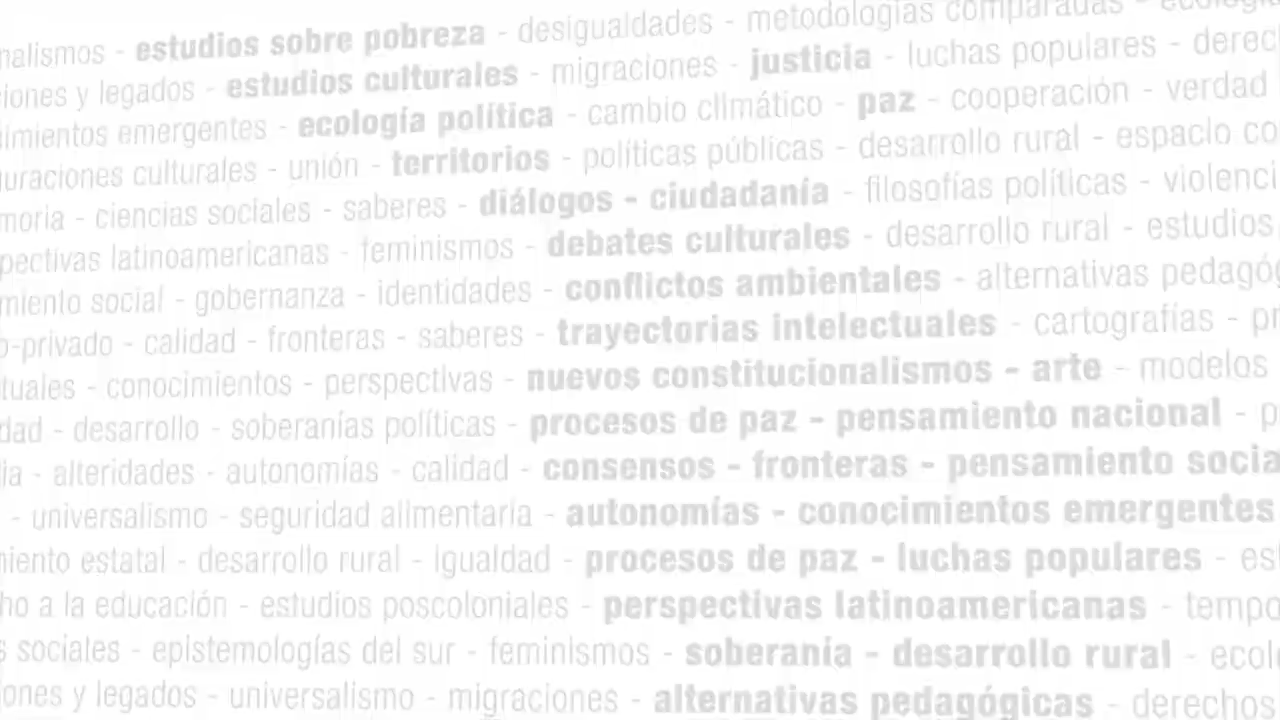 nalismos - estudios sobre pobreza - desigualdades - metodologías comparadas - ecología
iones y legados - estudios culturales - migraciones - justicia - luchas populares - derec
imientos emergentes - ecología política - cambio climático - paz - cooperación - verdad
uraciones culturales - unión - territorios - políticas públicas - desarrollo rural - espacio co
moria - ciencias sociales - saberes - diálogos - ciudadanía - filosofías políticas - violenci
pectivas latinoamericanas - feminismos - debates culturales - desarrollo rural - estudios
miento social - gobernanza - identidades - conflictos ambientales - alternativas pedagóg
o-privado - calidad - fronteras - saberes - trayectorias intelectuales - cartografías - pr
tuales - conocimientos - perspectivas - nuevos constitucionalismos - arte - modelos
dad - desarrollo - soberanías políticas - procesos de paz - pensamiento nacional - p
ia - alteridades - autonomías - calidad - consensos - fronteras - pensamiento socia
- universalismo - seguridad alimentaria - autonomías - conocimientos emergentes
miento estatal - desarrollo rural - igualdad - procesos de paz - luchas populares - est
ho a la educación - estudios poscoloniales - perspectivas latinoamericanas - tempo
s sociales - epistemologías del sur - feminismos - soberanía - desarrollo rural - ecol
iones y legados - universalismo - migraciones - alternativas pedagógicas - derechos